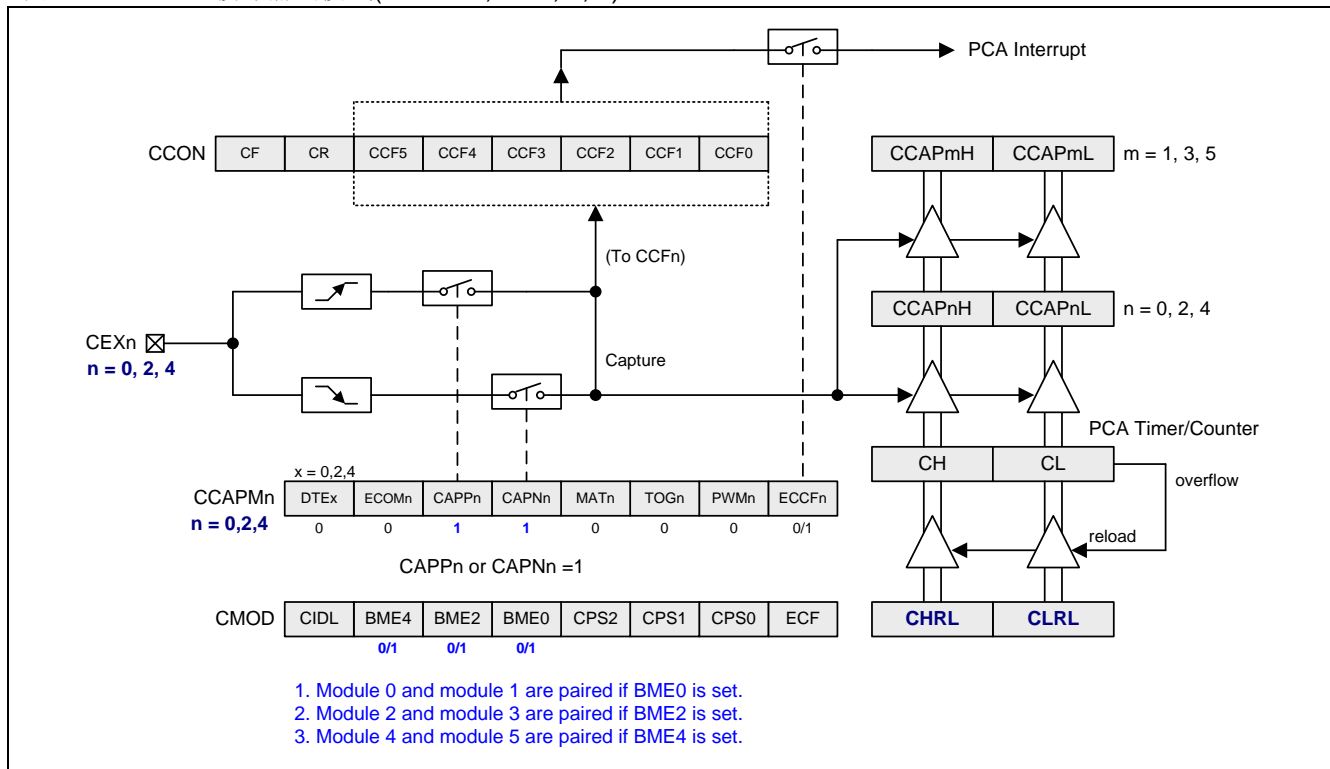 PCA Interrupt
CCON CF CR CCF5 CCF4 CCF3 CCF2 CCF1 CCF0
CCAPmH CCAPmL m = 1, 3, 5
(To CCFn)
CCAPnH CCAPnL n = 0, 2, 4
CEXn
n = 0, 2, 4
Capture
PCA Timer/Counter
CH CL
overflow
x = 0,2,4
CCAPMn DTEx ECOMn CAPPn CAPNn MATn TOGn PWMn ECCFn
n = 0,2,4 0 0 1 1 0 0 0 0/1
reload
CAPPn or CAPNn =1
CMOD CIDL BME4 BME2 BME0 CPS2 CPS1 CPS0 ECF
CHRL CLRL
0/1 0/1 0/1
1. Module 0 and module 1 are paired if BME0 is set.
2. Module 2 and module 3 are paired if BME2 is set.
3. Module 4 and module 5 are paired if BME4 is set.